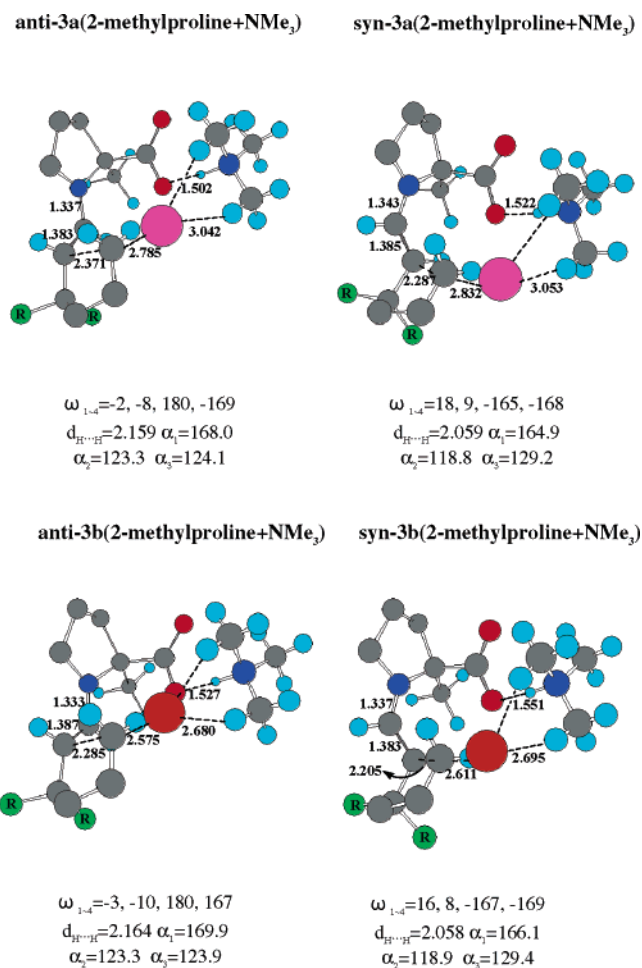 anti-3a(2-methylproline+NMe₃) syn-3a(2-methylproline+NMe₃)
1.337
1.383
2.371
2.785
1.502
3.042
R
R
1.343
1.385
2.287
2.832
1.522
3.053
R
R
ω₁₋₄=-2, -8, 180, -169
d_H···H=2.159 α₁=168.0
α₂=123.3 α₃=124.1
ω₁₋₄=18, 9, -165, -168
d_H···H=2.059 α₁=164.9
α₂=118.8 α₃=129.2
anti-3b(2-methylproline+NMe₃) syn-3b(2-methylproline+NMe₃)
1.333
1.387
2.285
2.575
1.527
2.680
R
R
1.337
1.383
2.205
2.611
1.551
2.695
R
R
ω₁₋₄=-3, -10, 180, 167
d_H···H=2.164 α₁=169.9
α₂=123.3 α₃=123.9
ω₁₋₄=16, 8, -167, -169
d_H···H=2.058 α₁=166.1
α₂=118.9 α₃=129.4